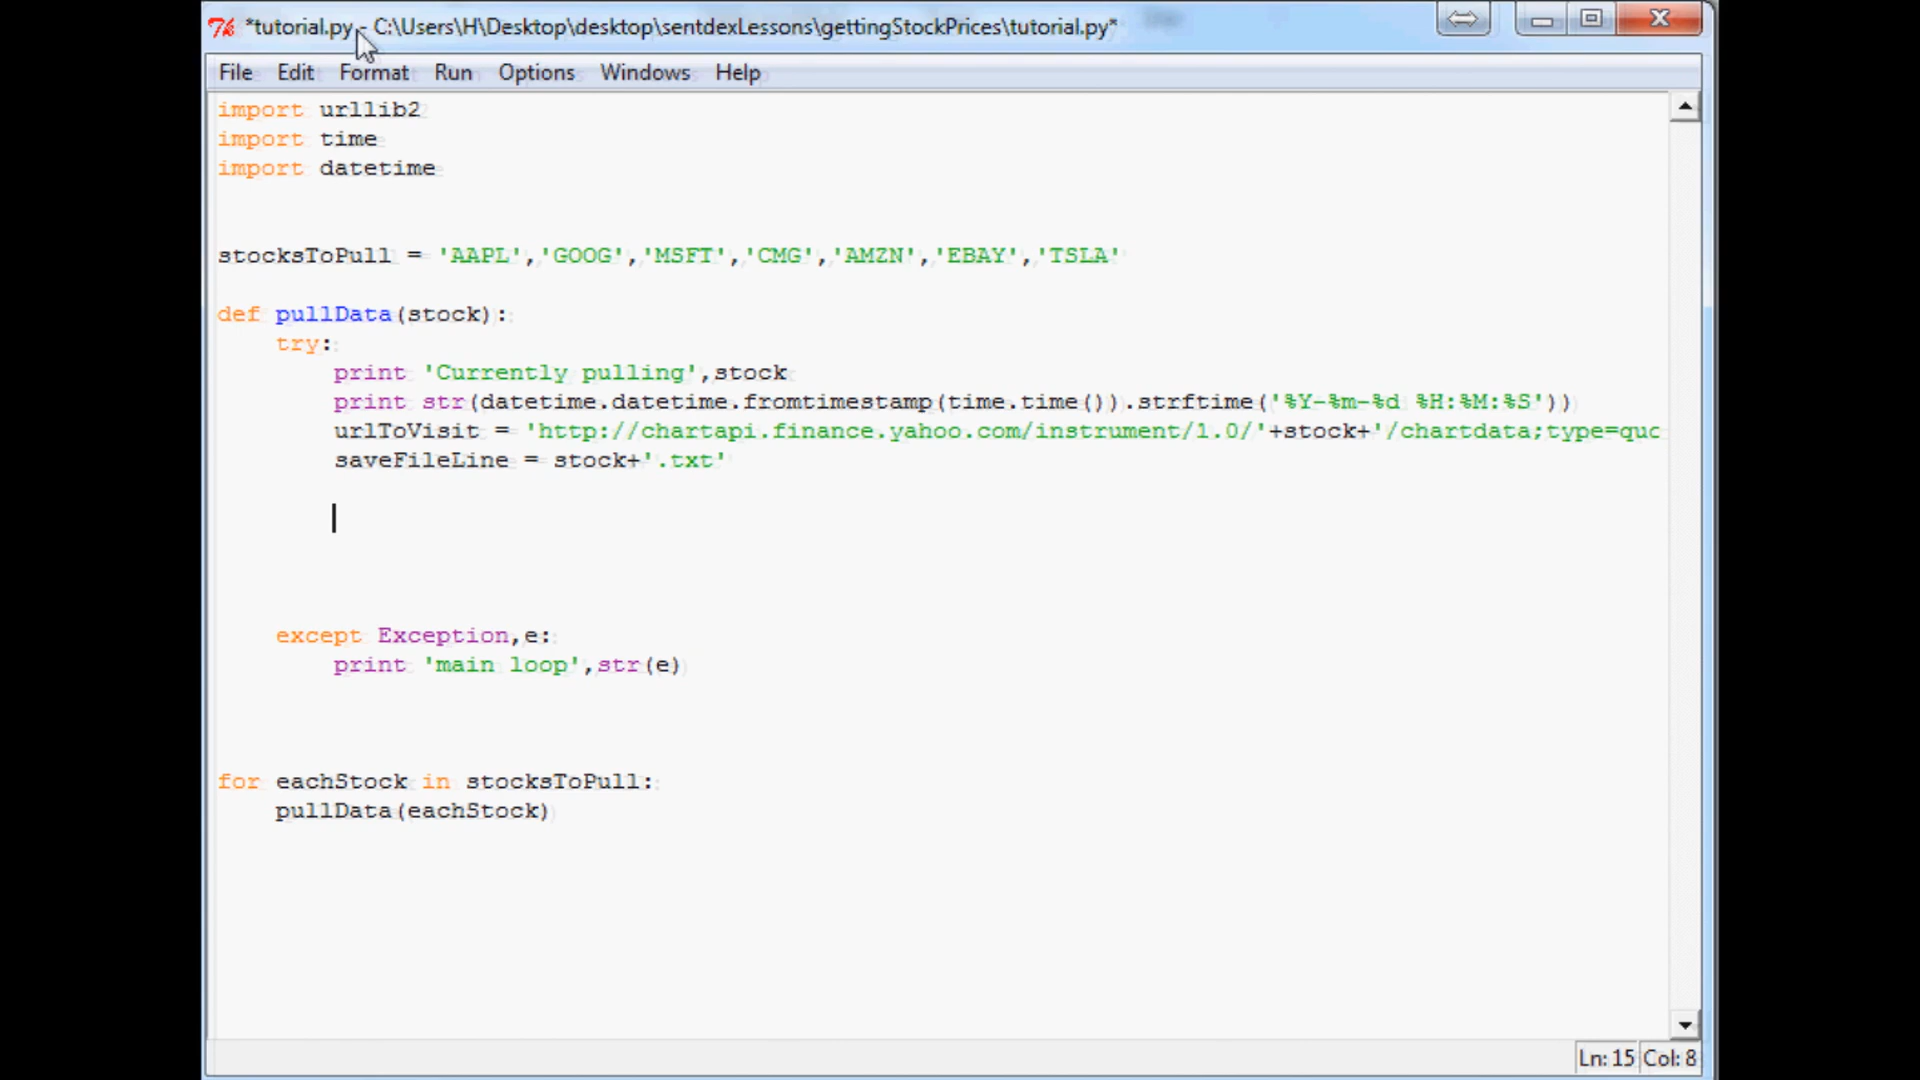 *tutorial.py - C:\Users\H\Desktop\desktop\sentdexLessons\gettingStockPrices\tutorial.py*
File Edit Format Run Options Windows Help
import urllib2
import time
import datetime
stocksToPull = 'AAPL','GOOG','MSFT','CMG','AMZN','EBAY','TSLA'
def pullData(stock):
try:
print 'Currently pulling',stock
print str(datetime.datetime.fromtimestamp(time.time()).strftime('%Y-%m-%d %H:%M:%S'))
urlToVisit = 'http://chartapi.finance.yahoo.com/instrument/1.0/'+stock+'/chartdata;type=quo
saveFileLine = stock+'.txt'
except Exception,e:
print 'main loop',str(e)
for eachStock in stocksToPull:
pullData(eachStock)
Ln: 15 Col: 8